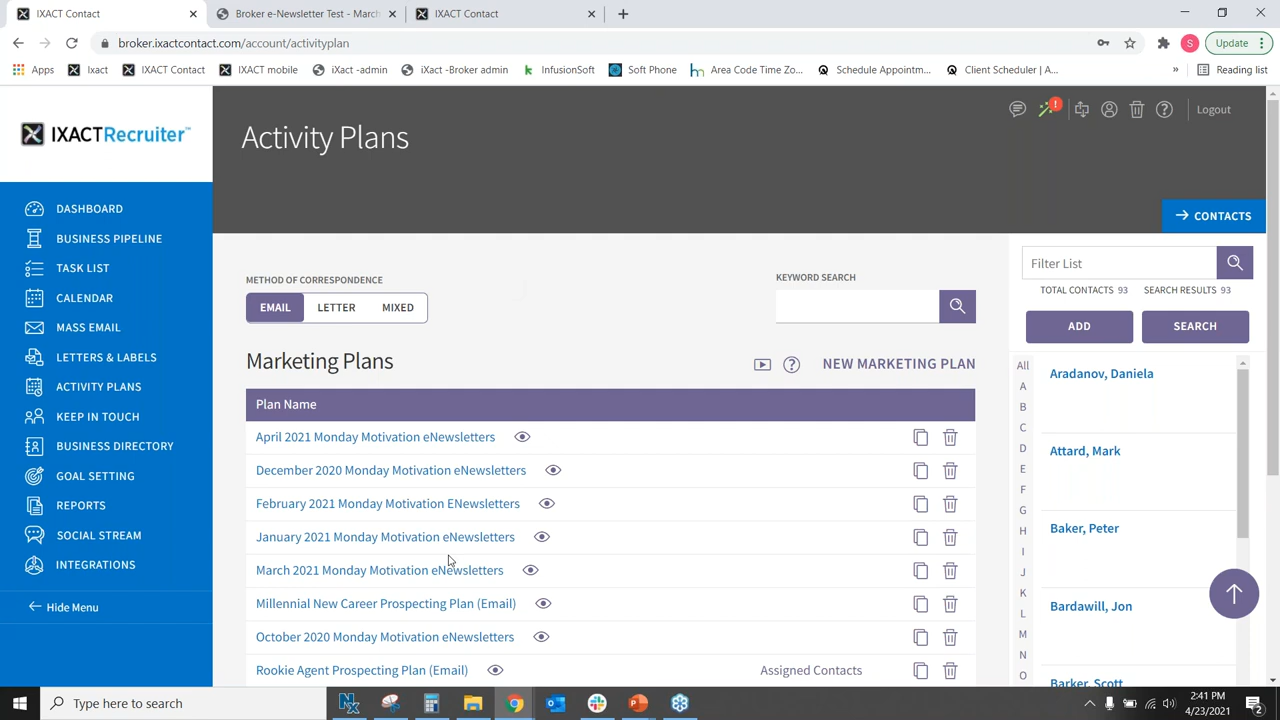 IXACT Contact
Broker e-Newsletter Test - March
IXACT Contact
broker.ixactcontact.com/account/activityplan
S
Update
Apps
Ixact
IXACT Contact
IXACT mobile
iXact -admin
iXact -Broker admin
InfusionSoft
Soft Phone
Area Code Time Zo...
Schedule Appointm...
Client Scheduler | A...
»
Reading list
IXACTRecruiter™
Activity Plans
Logout
CONTACTS
DASHBOARD
BUSINESS PIPELINE
TASK LIST
CALENDAR
MASS EMAIL
LETTERS & LABELS
ACTIVITY PLANS
KEEP IN TOUCH
BUSINESS DIRECTORY
GOAL SETTING
REPORTS
SOCIAL STREAM
INTEGRATIONS
Hide Menu
METHOD OF CORRESPONDENCE
EMAIL LETTER MIXED
KEYWORD SEARCH
Marketing Plans
NEW MARKETING PLAN
Plan Name
April 2021 Monday Motivation eNewsletters
December 2020 Monday Motivation eNewsletters
February 2021 Monday Motivation ENewsletters
January 2021 Monday Motivation eNewsletters
March 2021 Monday Motivation eNewsletters
Millennial New Career Prospecting Plan (Email)
October 2020 Monday Motivation eNewsletters
Rookie Agent Prospecting Plan (Email) Assigned Contacts
Filter List
TOTAL CONTACTS 93 SEARCH RESULTS 93
ADD SEARCH
All
A
B
C
D
E
F
G
H
I
J
K
L
M
N
Aradanov, Daniela
Attard, Mark
Baker, Peter
Bardawill, Jon
Barker, Scott
Type here to search
2:41 PM
4/23/2021
2